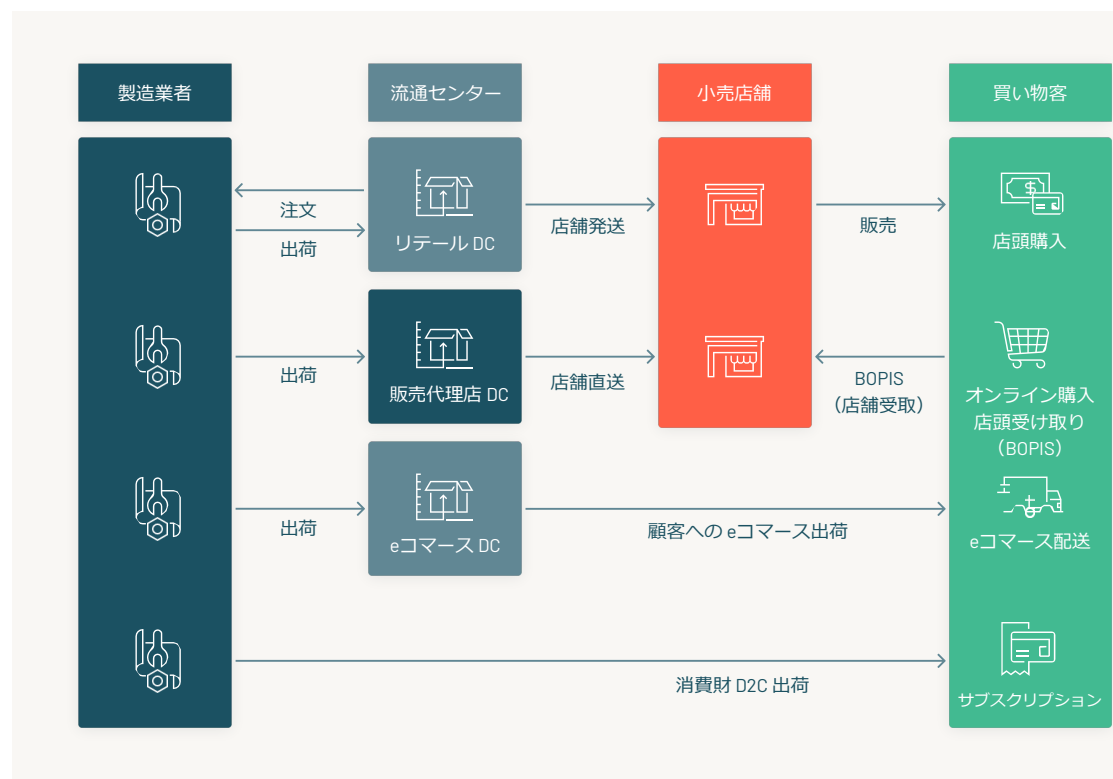 製造業者
流通センター
小売店舗
買い物客
注文
出荷
リテール DC
店舗発送
販売
店頭購入
出荷
販売代理店 DC
店舗直送
BOPIS
（店舗受取）
オンライン購入
店頭受け取り
（BOPIS）
出荷
eコマース DC
顧客への eコマース出荷
eコマース配送
消費財 D2C 出荷
サブスクリプション